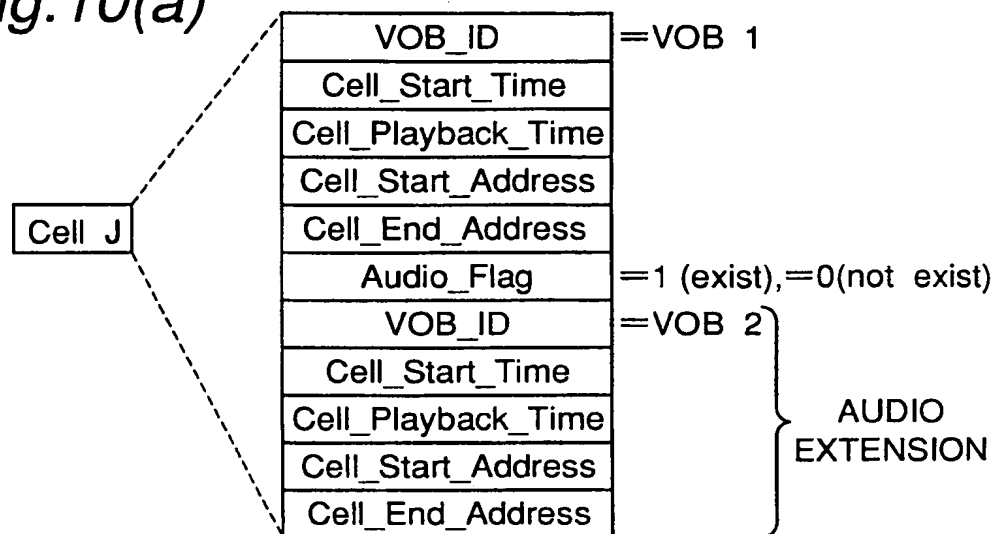 ig. 10(a)
VOB_ID =VOB 1
Cell_Start_Time
Cell_Playback_Time
Cell_Start_Address
Cell J Cell_End_Address
Audio_Flag =1 (exist),=0(not exist)
VOB_ID =VOB 2
Cell_Start_Time
Cell_Playback_Time
AUDIO
EXTENSION
Cell_Start_Address
Cell_End_Address